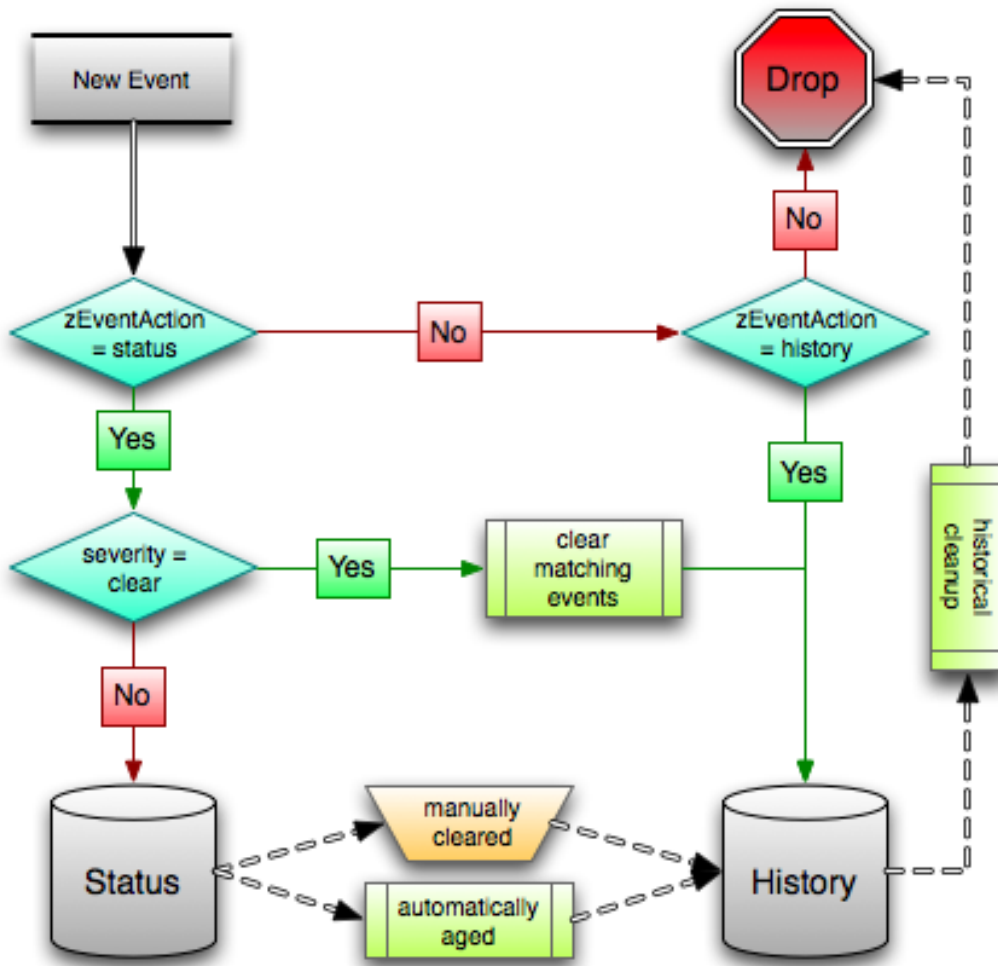 New Event
Drop
No
zEventAction
= status
No
zEventAction
= history
Yes
Yes
historical
cleanup
severity =
clear
Yes
clear
matching
events
No
manually
cleared
Status
History
automatically
aged